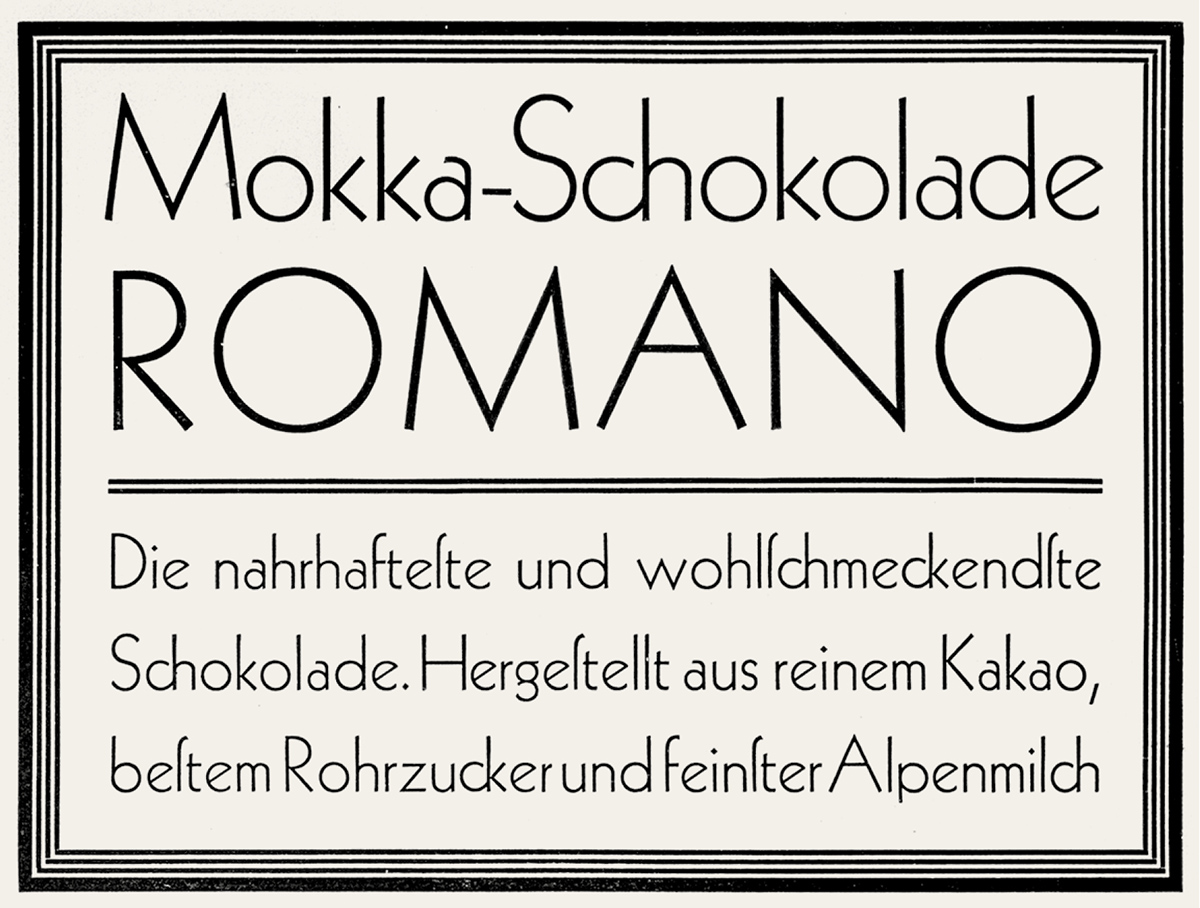 Mokka-Schokolade
ROMANO
Die nahrhafteſte und wohlſchmeckendſte
Schokolade. Hergeſtellt aus reinem Kakao,
beſtem Rohrzucker und feinſter Alpenmilch